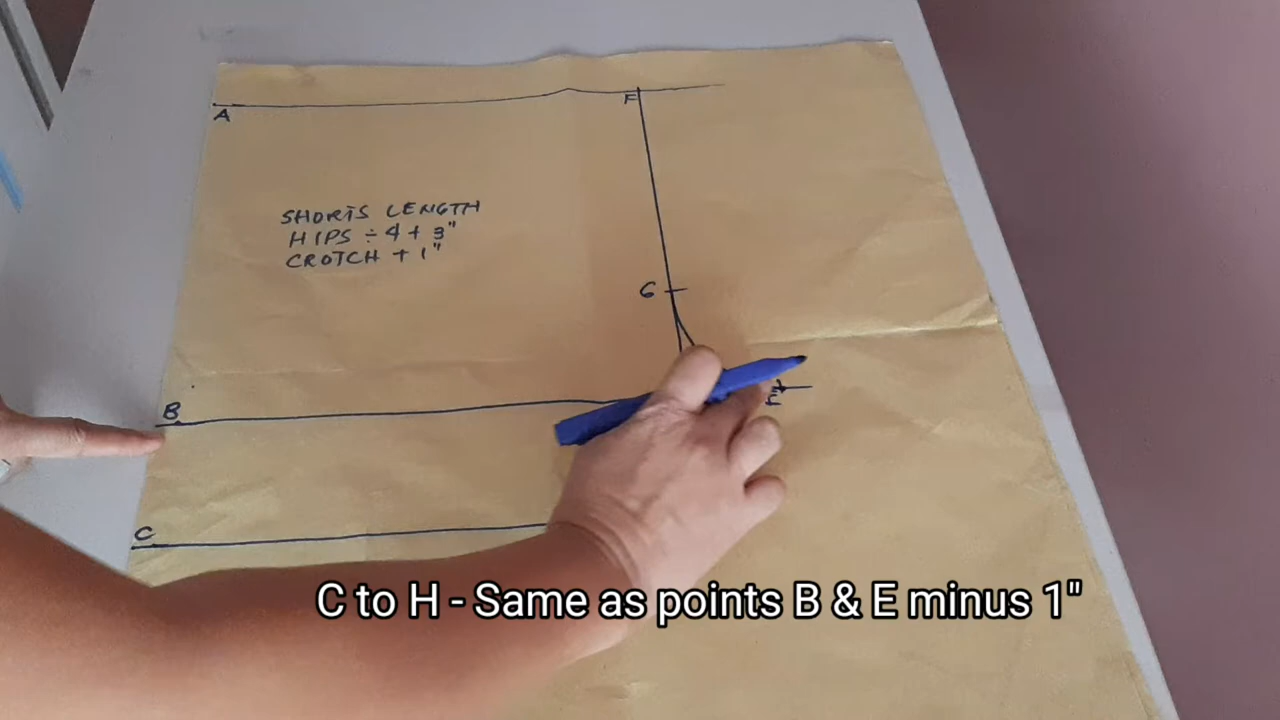 A
F
SHORTS LENGTH
HIPS ÷ 4 + 3"
CROTCH + 1"
G
B
C
C to H - Same as points B & E minus 1"